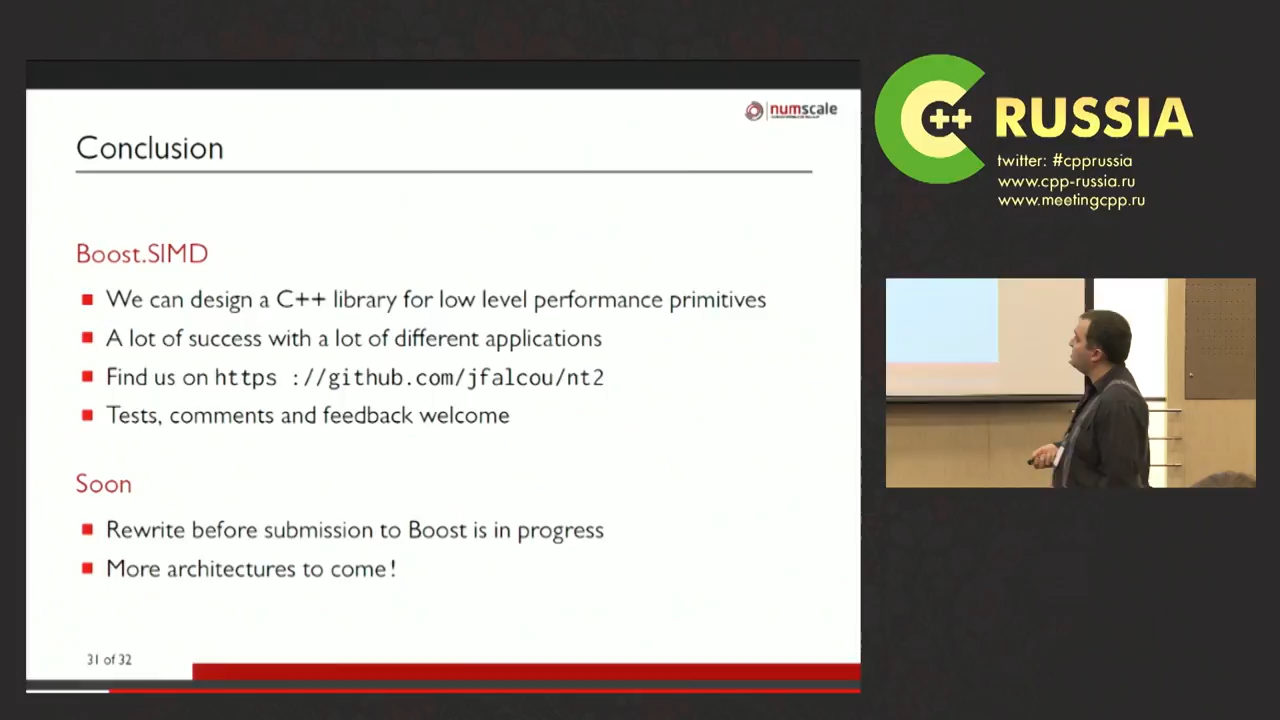 numscale
Conclusion
Boost.SIMD
We can design a C++ library for low level performance primitives
A lot of success with a lot of different applications
Find us on https ://github.com/jfalcou/nt2
Tests, comments and feedback welcome
Soon
Rewrite before submission to Boost is in progress
More architectures to come !
31 of 32
C++ RUSSIA
twitter: #cpprussia
www.cpp-russia.ru
www.meetingcpp.ru